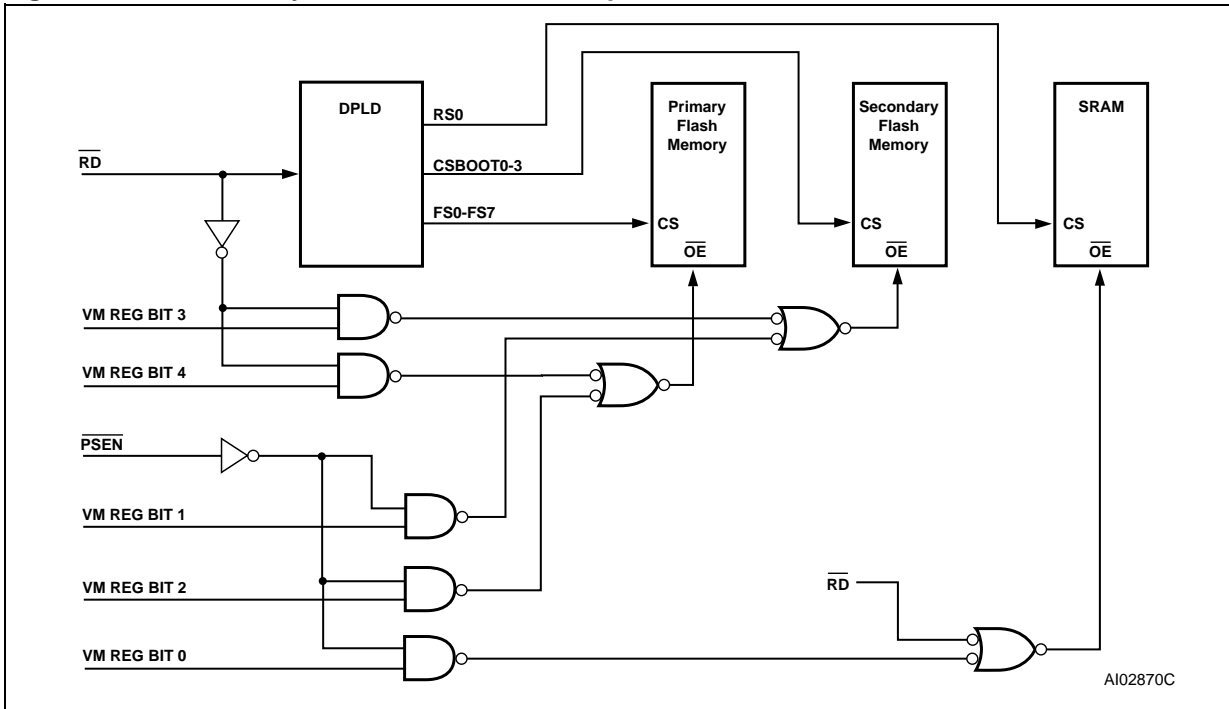 DPLD
RS0
CSBOOT0-3
FS0-FS7
Primary
Flash
Memory
CS
OE
Secondary
Flash
Memory
CS
OE
SRAM
CS
OE
RD
VM REG BIT 3
VM REG BIT 4
PSEN
VM REG BIT 1
VM REG BIT 2
RD
VM REG BIT 0
AI02870C